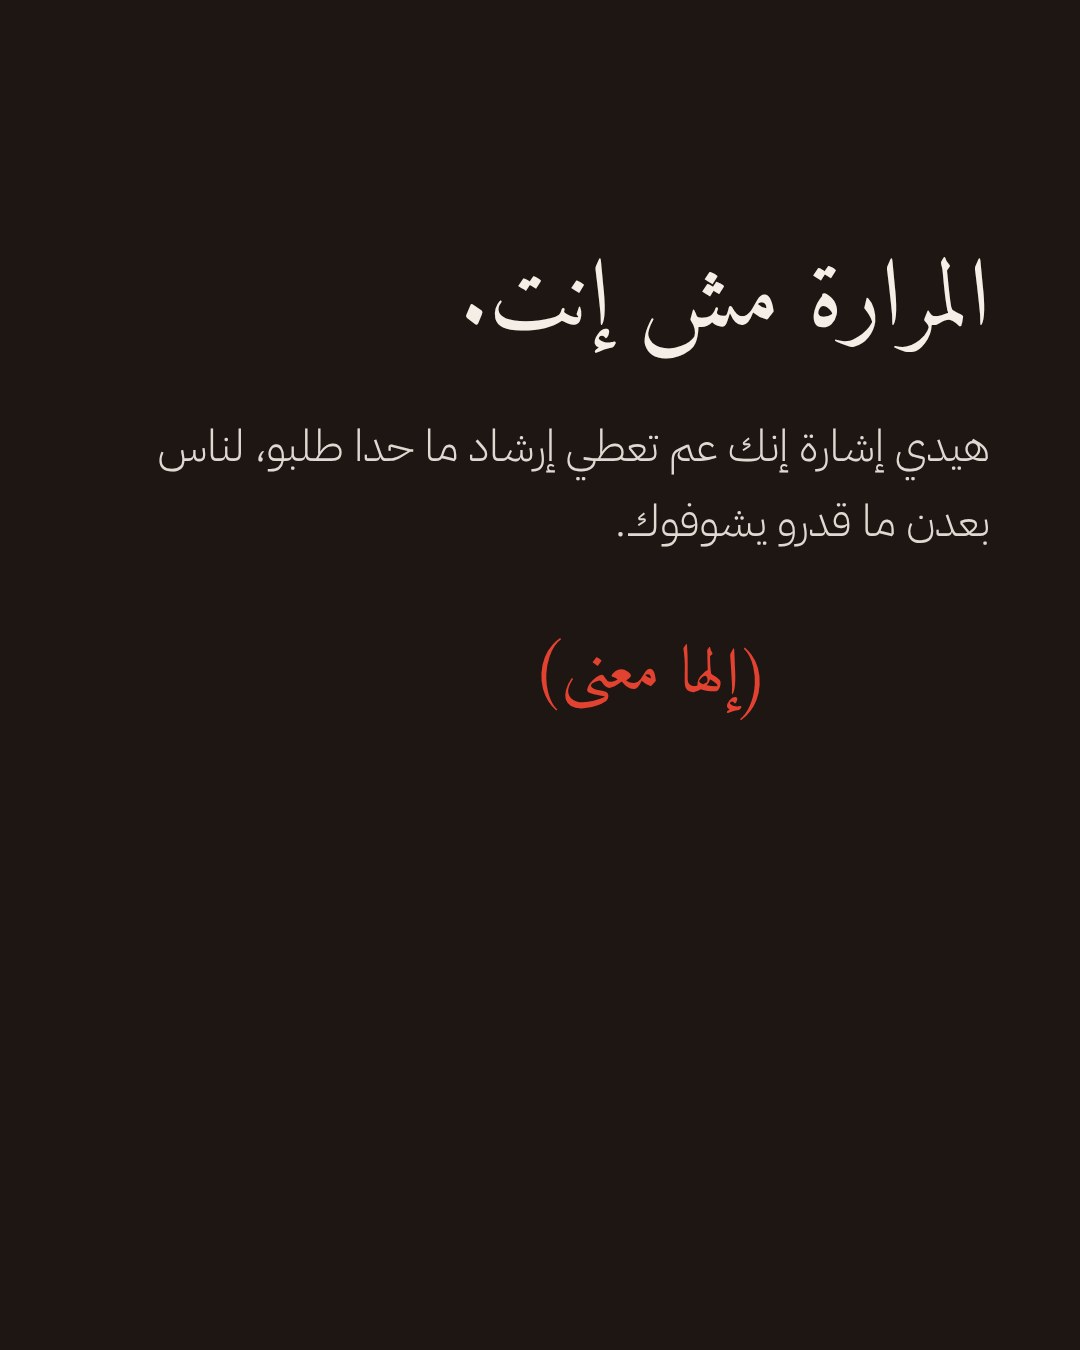 المرارة مش إنت.
هيدي إشارة إنك عم تعطي إرشاد ما حدا طلبو، لناس
بعدن ما قدرو يشوفوك.
(إلها معنى)